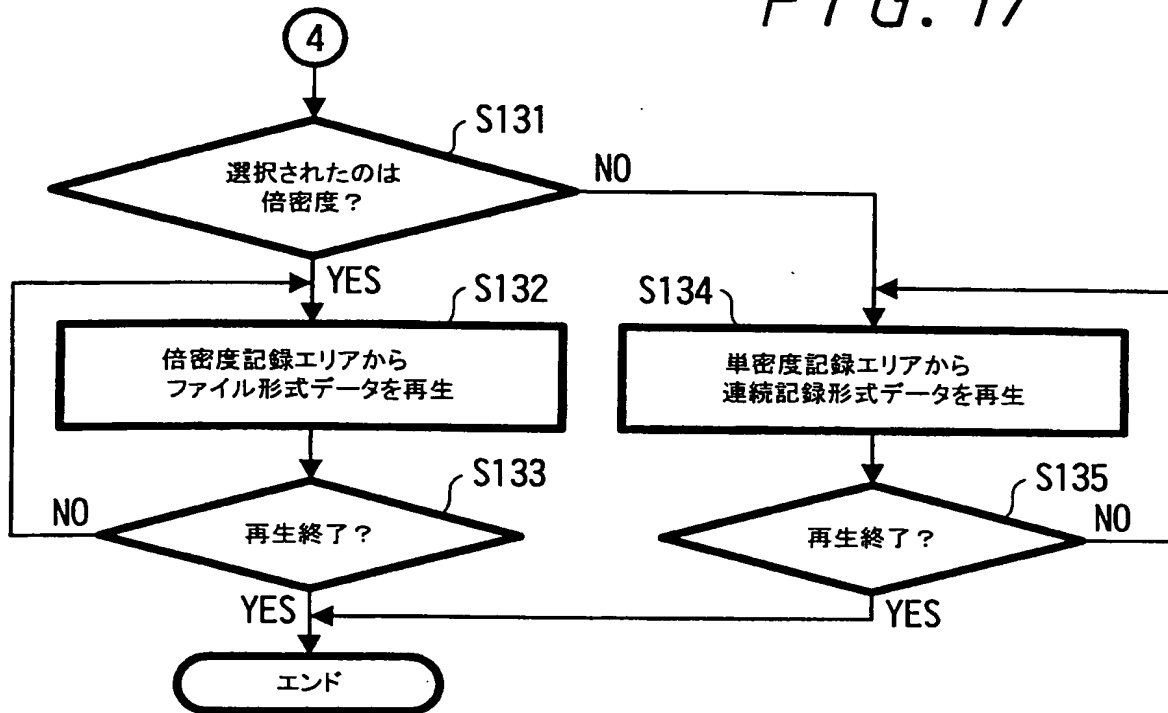 FIG. 17
4
S131
選択されたのは
倍密度?
NO
YES
S132
倍密度記録エリアから
ファイル形式データを再生
S134
単密度記録エリアから
連続記録形式データを再生
S133
再生終了?
NO
YES
S135
再生終了?
NO
YES
エンド